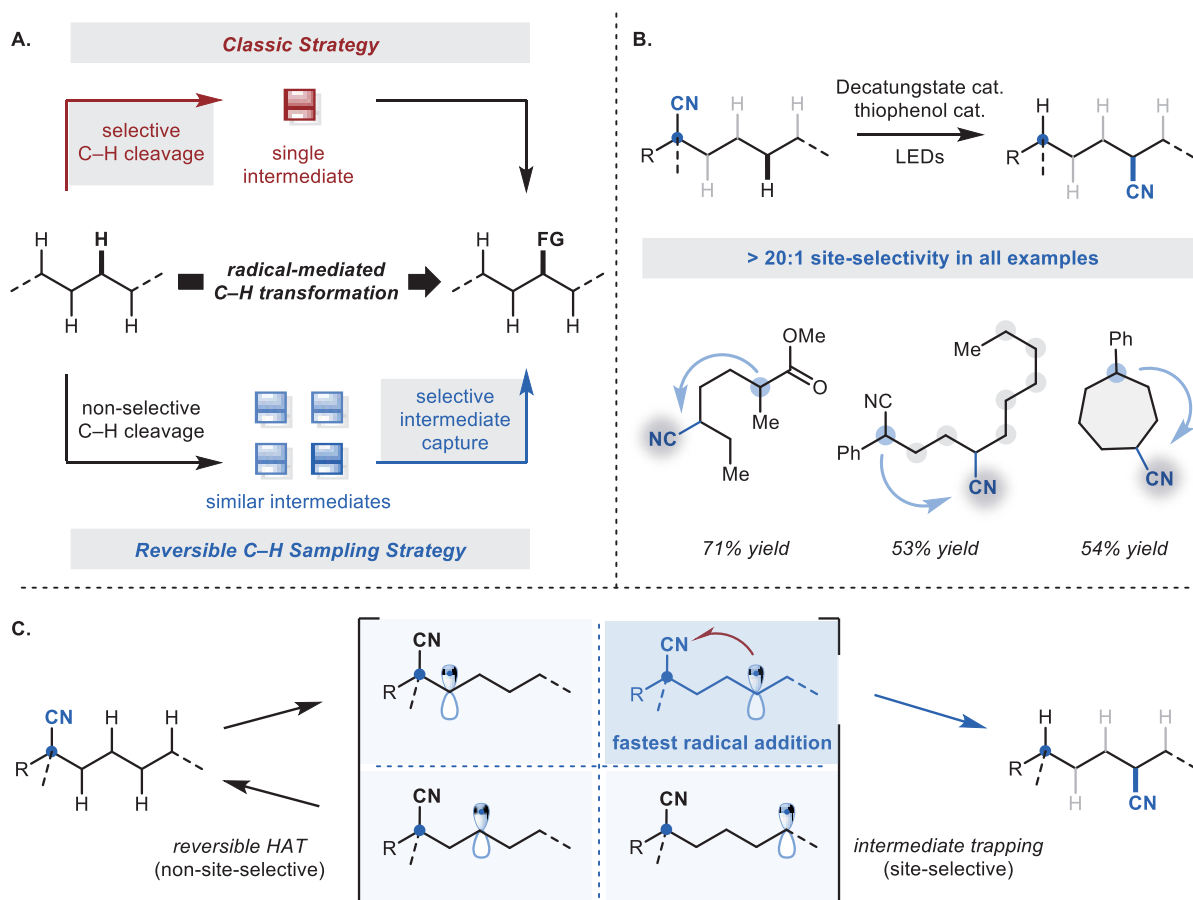 A.
Classic Strategy
selective
C–H cleavage
single
intermediate
H
H
H
H
radical-mediated
C–H transformation
H
FG
H
H
non-selective
C–H cleavage
selective
intermediate
capture
similar intermediates
Reversible C–H Sampling Strategy
B.
CN
R
H
H
H
H
Decatungstate cat.
thiophenol cat.
LEDs
H
R
H
H
H
CN
> 20:1 site-selectivity in all examples
OMe
O
Me
NC
Me
71% yield
Me
NC
Ph
CN
53% yield
Ph
CN
54% yield
C.
CN
R
H
H
H
H
reversible HAT
(non-site-selective)
CN
R
CN
R
fastest radical addition
CN
R
CN
R
H
R
H
H
H
CN
intermediate trapping
(site-selective)